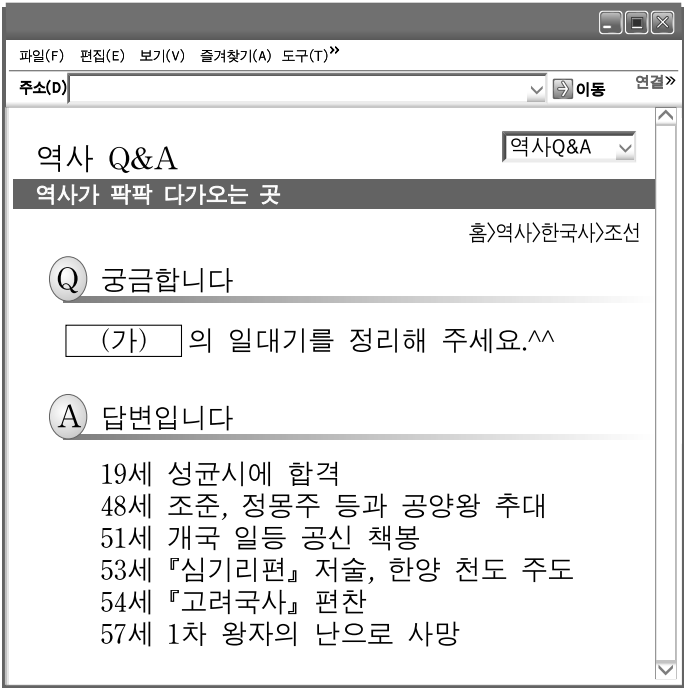 파일(F) 편집(E) 보기(V) 즐겨찾기(A) 도구(T)»
주소(D) 이동 연결»
역사 Q&A 역사Q&A
역사가 팍팍 다가오는 곳
홈>역사>한국사>조선
Q 궁금합니다
(가) 의 일대기를 정리해 주세요.^^
A 답변입니다
19세 성균시에 합격
48세 조준, 정몽주 등과 공양왕 추대
51세 개국 일등 공신 책봉
53세 『심기리편』 저술, 한양 천도 주도
54세 『고려국사』 편찬
57세 1차 왕자의 난으로 사망